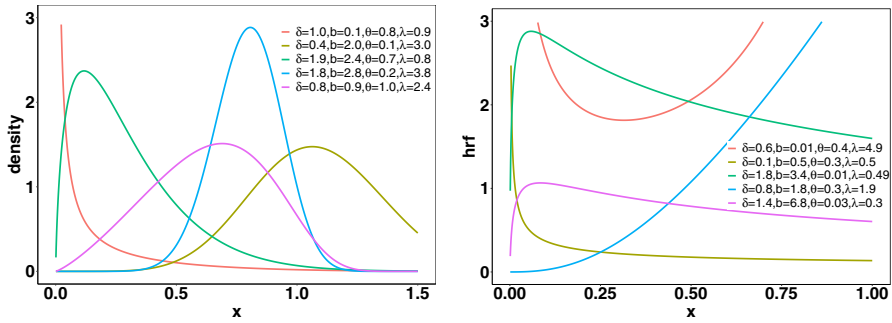 density
3
2
1
0
0.0
0.5
1.0
1.5
x
δ=1.0,b=0.1,θ=0.8,λ=0.9
δ=0.4,b=2.0,θ=0.1,λ=3.0
δ=1.9,b=2.4,θ=0.7,λ=0.8
δ=1.8,b=2.8,θ=0.2,λ=3.8
δ=0.8,b=0.9,θ=1.0,λ=2.4
hrf
3
2
1
0
0.00
0.25
0.50
0.75
1.00
x
δ=0.6,b=0.01,θ=0.4,λ=4.9
δ=0.1,b=0.5,θ=0.3,λ=0.5
δ=1.8,b=3.4,θ=0.01,λ=0.49
δ=0.8,b=1.8,θ=0.3,λ=1.9
δ=1.4,b=6.8,θ=0.03,λ=0.3